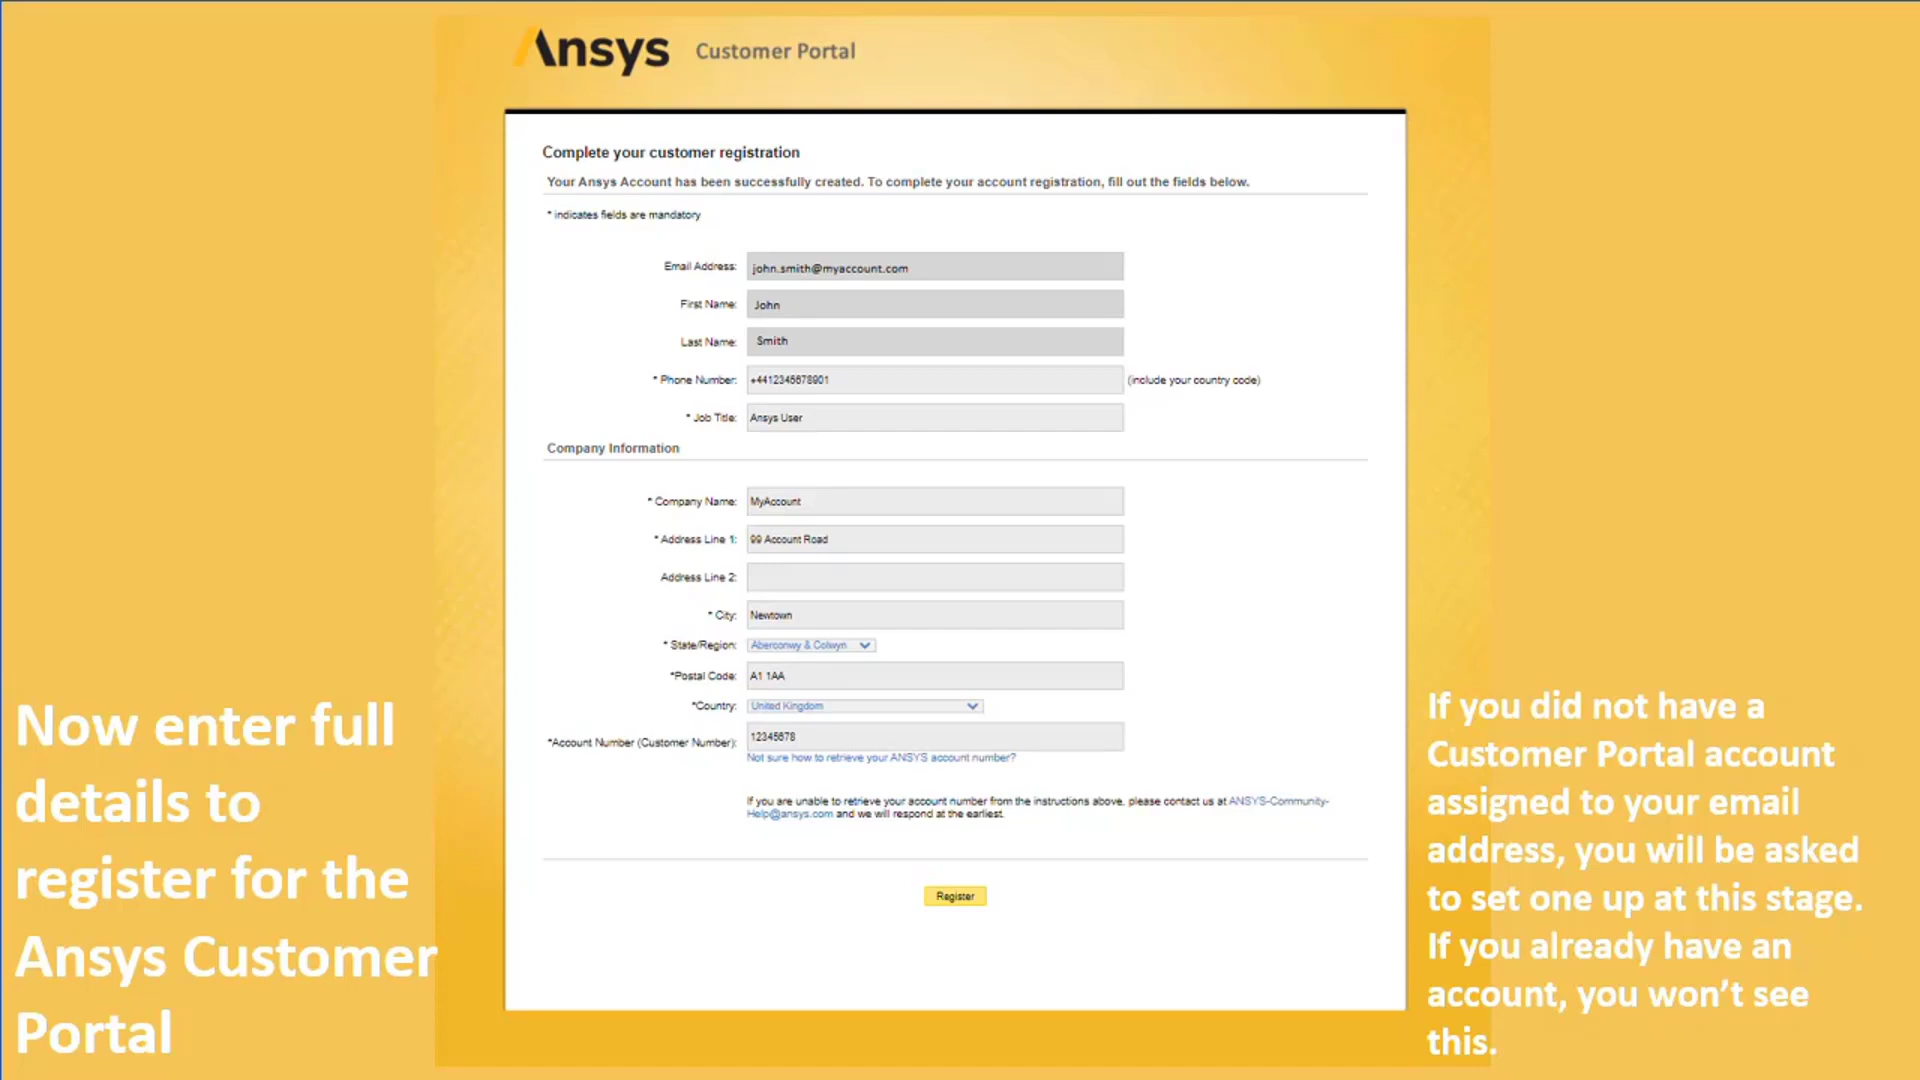 Ansys Customer Portal
Complete your customer registration
Your Ansys Account has been successfully created. To complete your account registration, fill out the fields below.
* indicates fields are mandatory
Email Address: john.smith@myaccount.com
First Name: John
Last Name: Smith
* Phone Number: +4412345678901 (include your country code)
* Job Title: Ansys User
Company Information
* Company Name: MyAccount
* Address Line 1: 99 Account Road
Address Line 2:
* City: Newtown
* State/Region: Aberconwy & Colwyn
*Postal Code: A1 1AA
*Country: United Kingdom
*Account Number (Customer Number): 12345678
Not sure how to retrieve your ANSYS account number?
If you are unable to retrieve your account number from the instructions above, please contact us at ANSYS-Community-
Help@ansys.com and we will respond at the earliest.
Register
Now enter full
details to
register for the
Ansys Customer
Portal
If you did not have a
Customer Portal account
assigned to your email
address, you will be asked
to set one up at this stage.
If you already have an
account, you won't see
this.